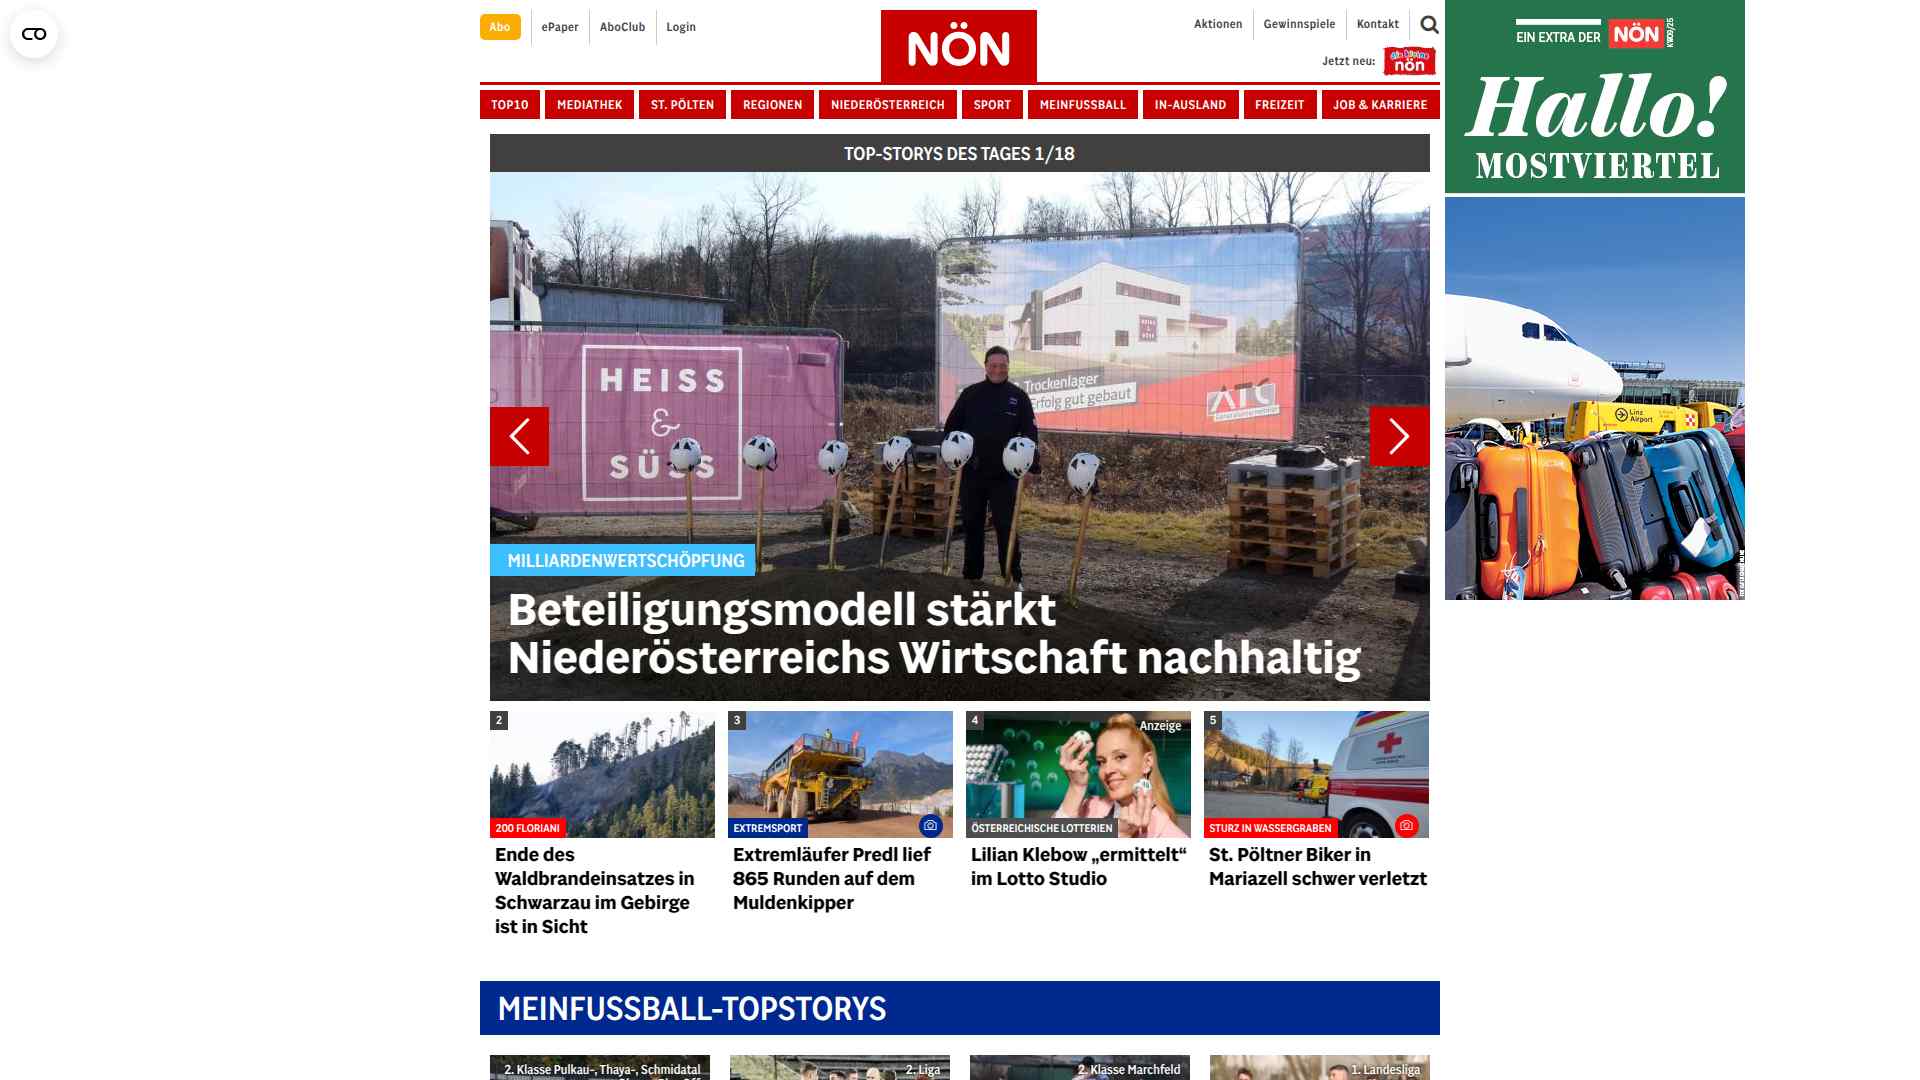 Abo
ePaper
AboClub
Login
NÖN
Aktionen
Gewinnspiele
Kontakt
Jetzt neu:
nön
TOP10
MEDIATHEK
ST. PÖLTEN
REGIONEN
NIEDERÖSTERREICH
SPORT
MEINFUSSBALL
IN-AUSLAND
FREIZEIT
JOB & KARRIERE
EIN EXTRA DER NÖN
Hallo!
MOSTVIERTEL
Linz
Airport
TOP-STORYS DES TAGES 1/18
HEISS
&
SÜSS
HEISS
&
SÜSS
Trockenlager
Erfolg gut gebaut
ATC
MILLIARDENWERTSCHÖPFUNG
Beteiligungsmodell stärkt
Niederösterreichs Wirtschaft nachhaltig
2
200 FLORIANI
Ende des
Waldbrandeinsatzes in
Schwarzau im Gebirge
ist in Sicht
3
EXTREMSPORT
Extremläufer Predl lief
865 Runden auf dem
Muldenkipper
4
Anzeige
ÖSTERREICHISCHE LOTTERIEN
Lilian Klebow „ermittelt“
im Lotto Studio
5
STURZ IN WASSERGRABEN
St. Pöltner Biker in
Mariazell schwer verletzt
MEINFUSSBALL-TOPSTORYS
2. Klasse Pulkau-, Thaya-, Schmidatal
2. Liga
2. Klasse Marchfeld
1. Landesliga